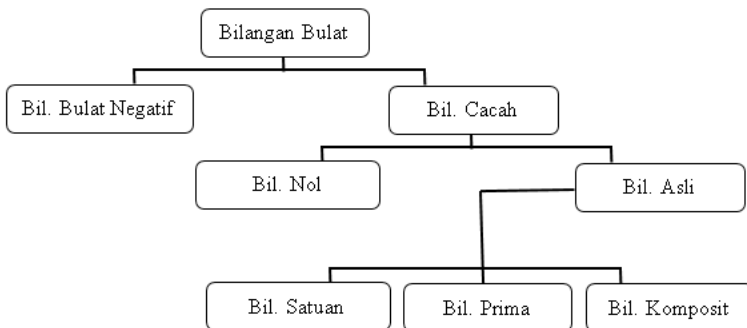 Bilangan Bulat
Bil. Bulat Negatif
Bil. Cacah
Bil. Nol
Bil. Asli
Bil. Satuan
Bil. Prima
Bil. Komposit